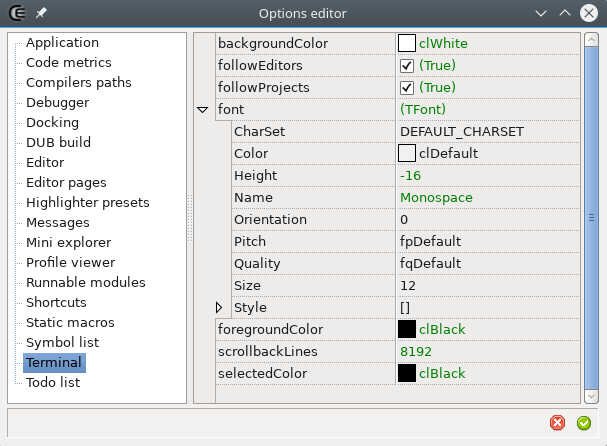 Options editor
Application
Code metrics
Compilers paths
Debugger
Docking
DUB build
Editor
Editor pages
Highlighter presets
Messages
Mini explorer
Profile viewer
Runnable modules
Shortcuts
Static macros
Symbol list
Terminal
Todo list
backgroundColor clWhite
followEditors (True)
followProjects (True)
font (TFont)
CharSet DEFAULT_CHARSET
Color clDefault
Height -16
Name Monospace
Orientation 0
Pitch fpDefault
Quality fqDefault
Size 12
Style []
foregroundColor clBlack
scrollbackLines 8192
selectedColor clBlack